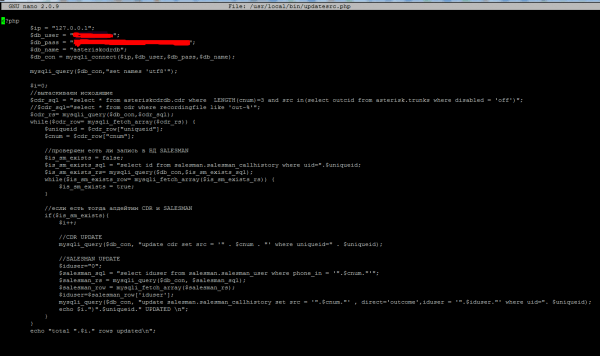 GNU nano 2.0.9 File: /usr/local/bin/updatesrc.php
<?php
$ip = "127.0.0.1";
$db_user = "";
$db_pass = "";
$db_name = "asteriskcdrdb";
$db_con = mysqli_connect($ip,$db_user,$db_pass,$db_name);
mysqli_query($db_con,"set names 'utf8'");
$i=0;
//вытаскиваем исходящие
$cdr_sql = "select * from asteriskcdrdb.cdr where LENGTH(cnum)=3 and src in(select outcid from asterisk.trunks where disabled = 'off')";
//$cdr_sql="select * from cdr where recordingfile like 'out-%'";
$cdr_rs= mysqli_query($db_con,$cdr_sql);
while($cdr_row= mysqli_fetch_array($cdr_rs)) {
$uniqueid = $cdr_row["uniqueid"];
$cnum = $cdr_row["cnum"];
//проверяем есть ли запись в БД SALESMAN
$is_sm_exists = false;
$is_sm_exists_sql = "select id from salesman.salesman_callhistory where uid=".$uniqueid;
$is_sm_exists_rs= mysqli_query($db_con,$is_sm_exists_sql);
while($is_sm_exists_row= mysqli_fetch_array($is_sm_exists_rs)) {
$is_sm_exists = true;
}
//если есть тогда апдейтим CDR и SALESMAN
if($is_sm_exists){
$i++;
//CDR UPDATE
mysqli_query($db_con, "update cdr set src = '" . $cnum . "' where uniqueid=" . $uniqueid);
//SALESMAN UPDATE
$iduser="0";
$salesman_sql = "select iduser from salesman.salesman_user where phone_in = '".$cnum."'";
$salesman_rs = mysqli_query($db_con, $salesman_sql);
$salesman_row = mysqli_fetch_array($salesman_rs);
$iduser=$salesman_row['iduser'];
mysqli_query($db_con, "update salesman.salesman_callhistory set src = '".$cnum."' , direct='outcome',iduser = '".$iduser."' where uid=". $uniqueid);
echo $i.")".$uniqueid." UPDATED \n";
}
}
echo "total ".$i." rows updated\n";